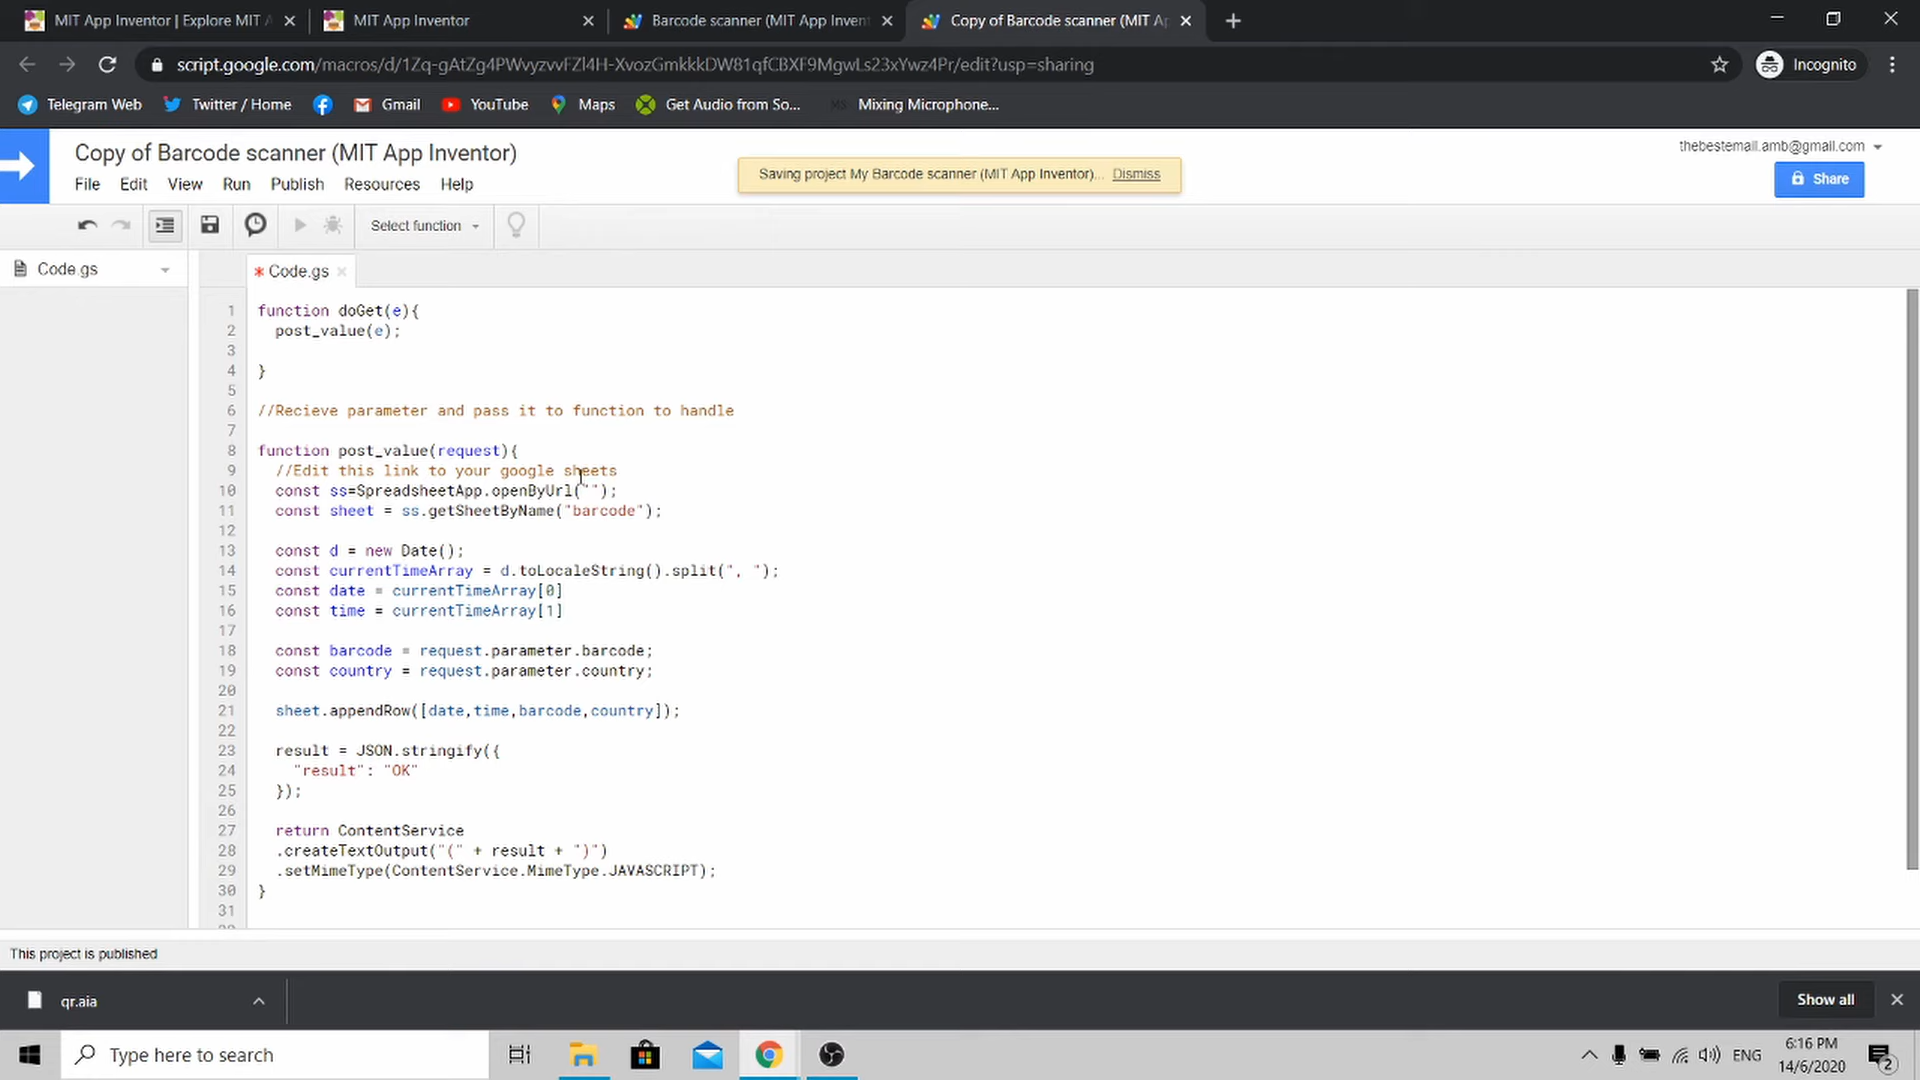 MIT App Inventor | Explore MIT A
MIT App Inventor
Barcode scanner (MIT App Inven
Copy of Barcode scanner (MIT Ap
script.google.com/macros/d/1Zq-gAtZg4PWvyzvvFZl4H-XvozGmkkkDW81qfCBXF9MgwLs23xYwz4Pr/edit?usp=sharing
Incognito
Telegram Web
Twitter / Home
Gmail
YouTube
Maps
Get Audio from So...
MS Mixing Microphone...
Copy of Barcode scanner (MIT App Inventor)
thebestemail.amb@gmail.com
File Edit View Run Publish Resources Help
Saving project My Barcode scanner (MIT App Inventor)... Dismiss
Share
Select function
Code.gs
* Code.gs
1 function doGet(e){
2 post_value(e);
3
4 }
5
6 //Recieve parameter and pass it to function to handle
7
8 function post_value(request){
9 //Edit this link to your google sheets
10 const ss=SpreadsheetApp.openByUrl("");
11 const sheet = ss.getSheetByName("barcode");
12
13 const d = new Date();
14 const currentTimeArray = d.toLocaleString().split(", ");
15 const date = currentTimeArray[0]
16 const time = currentTimeArray[1]
17
18 const barcode = request.parameter.barcode;
19 const country = request.parameter.country;
20
21 sheet.appendRow([date,time,barcode,country]);
22
23 result = JSON.stringify({
24 "result": "OK"
25 });
26
27 return ContentService
28 .createTextOutput("(" + result + ")")
29 .setMimeType(ContentService.MimeType.JAVASCRIPT);
30 }
31
This project is published
qr.aia
Show all
Type here to search
ENG
6:16 PM
14/6/2020
2